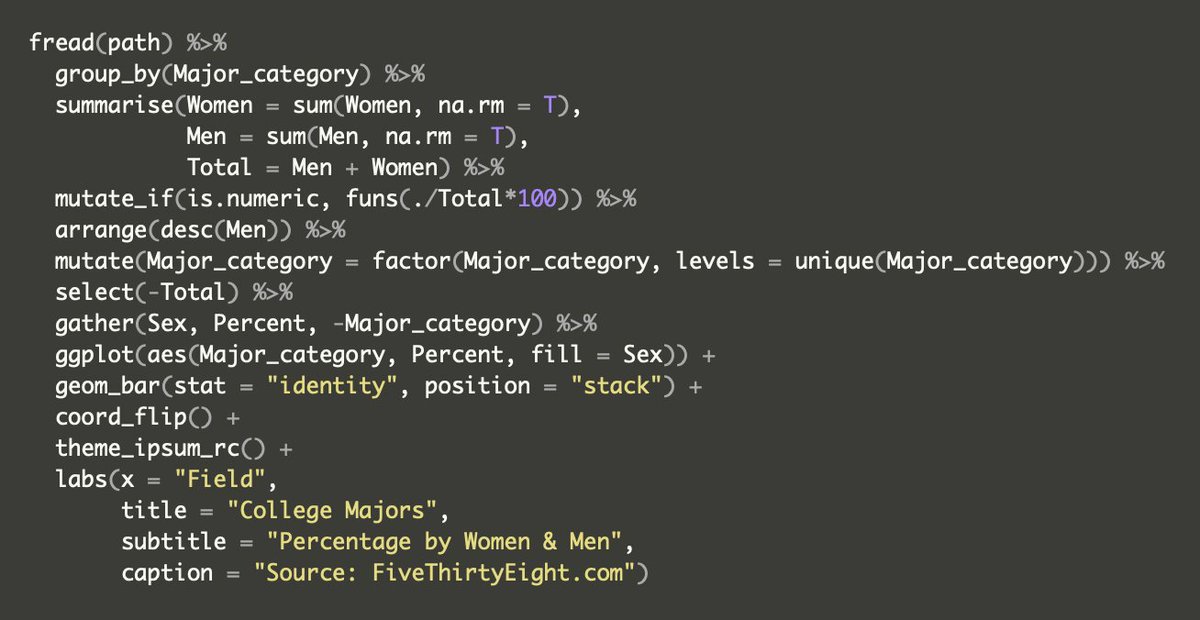 fread(path) %>%
  group_by(Major_category) %>%
  summarise(Women = sum(Women, na.rm = T),
            Men = sum(Men, na.rm = T),
            Total = Men + Women) %>%
  mutate_if(is.numeric, funs(./Total*100)) %>%
  arrange(desc(Men)) %>%
  mutate(Major_category = factor(Major_category, levels = unique(Major_category))) %>%
  select(-Total) %>%
  gather(Sex, Percent, -Major_category) %>%
  ggplot(aes(Major_category, Percent, fill = Sex)) +
  geom_bar(stat = "identity", position = "stack") +
  coord_flip() +
  theme_ipsum_rc() +
  labs(x = "Field",
       title = "College Majors",
       subtitle = "Percentage by Women & Men",
       caption = "Source: FiveThirtyEight.com")